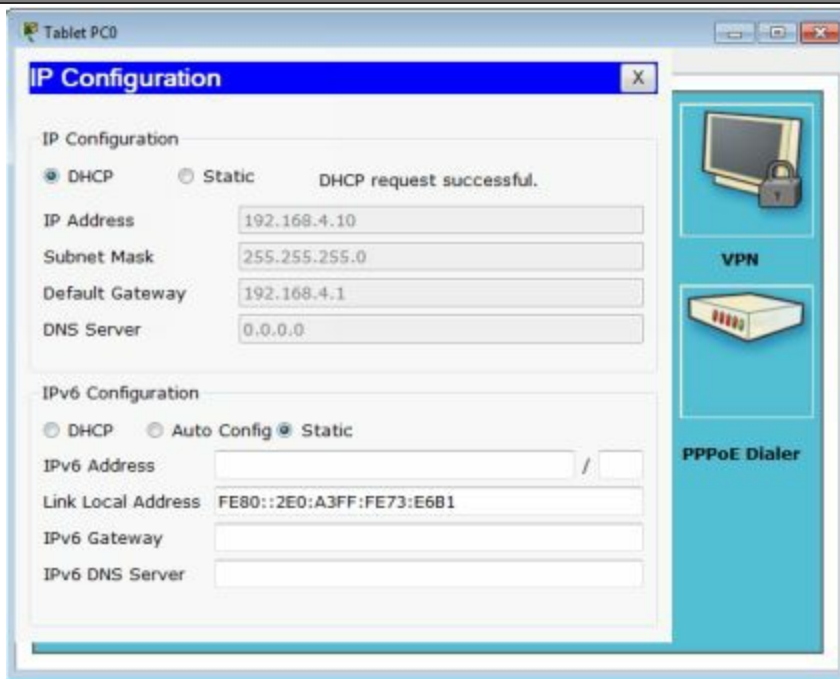 Tablet PC0
IP Configuration
X
IP Configuration
DHCP Static DHCP request successful.
IP Address 192.168.4.10
Subnet Mask 255.255.255.0
Default Gateway 192.168.4.1
DNS Server 0.0.0.0
IPv6 Configuration
DHCP Auto Config Static
IPv6 Address /
Link Local Address FE80::2E0:A3FF:FE73:E6B1
IPv6 Gateway
IPv6 DNS Server
VPN
PPPoE Dialer